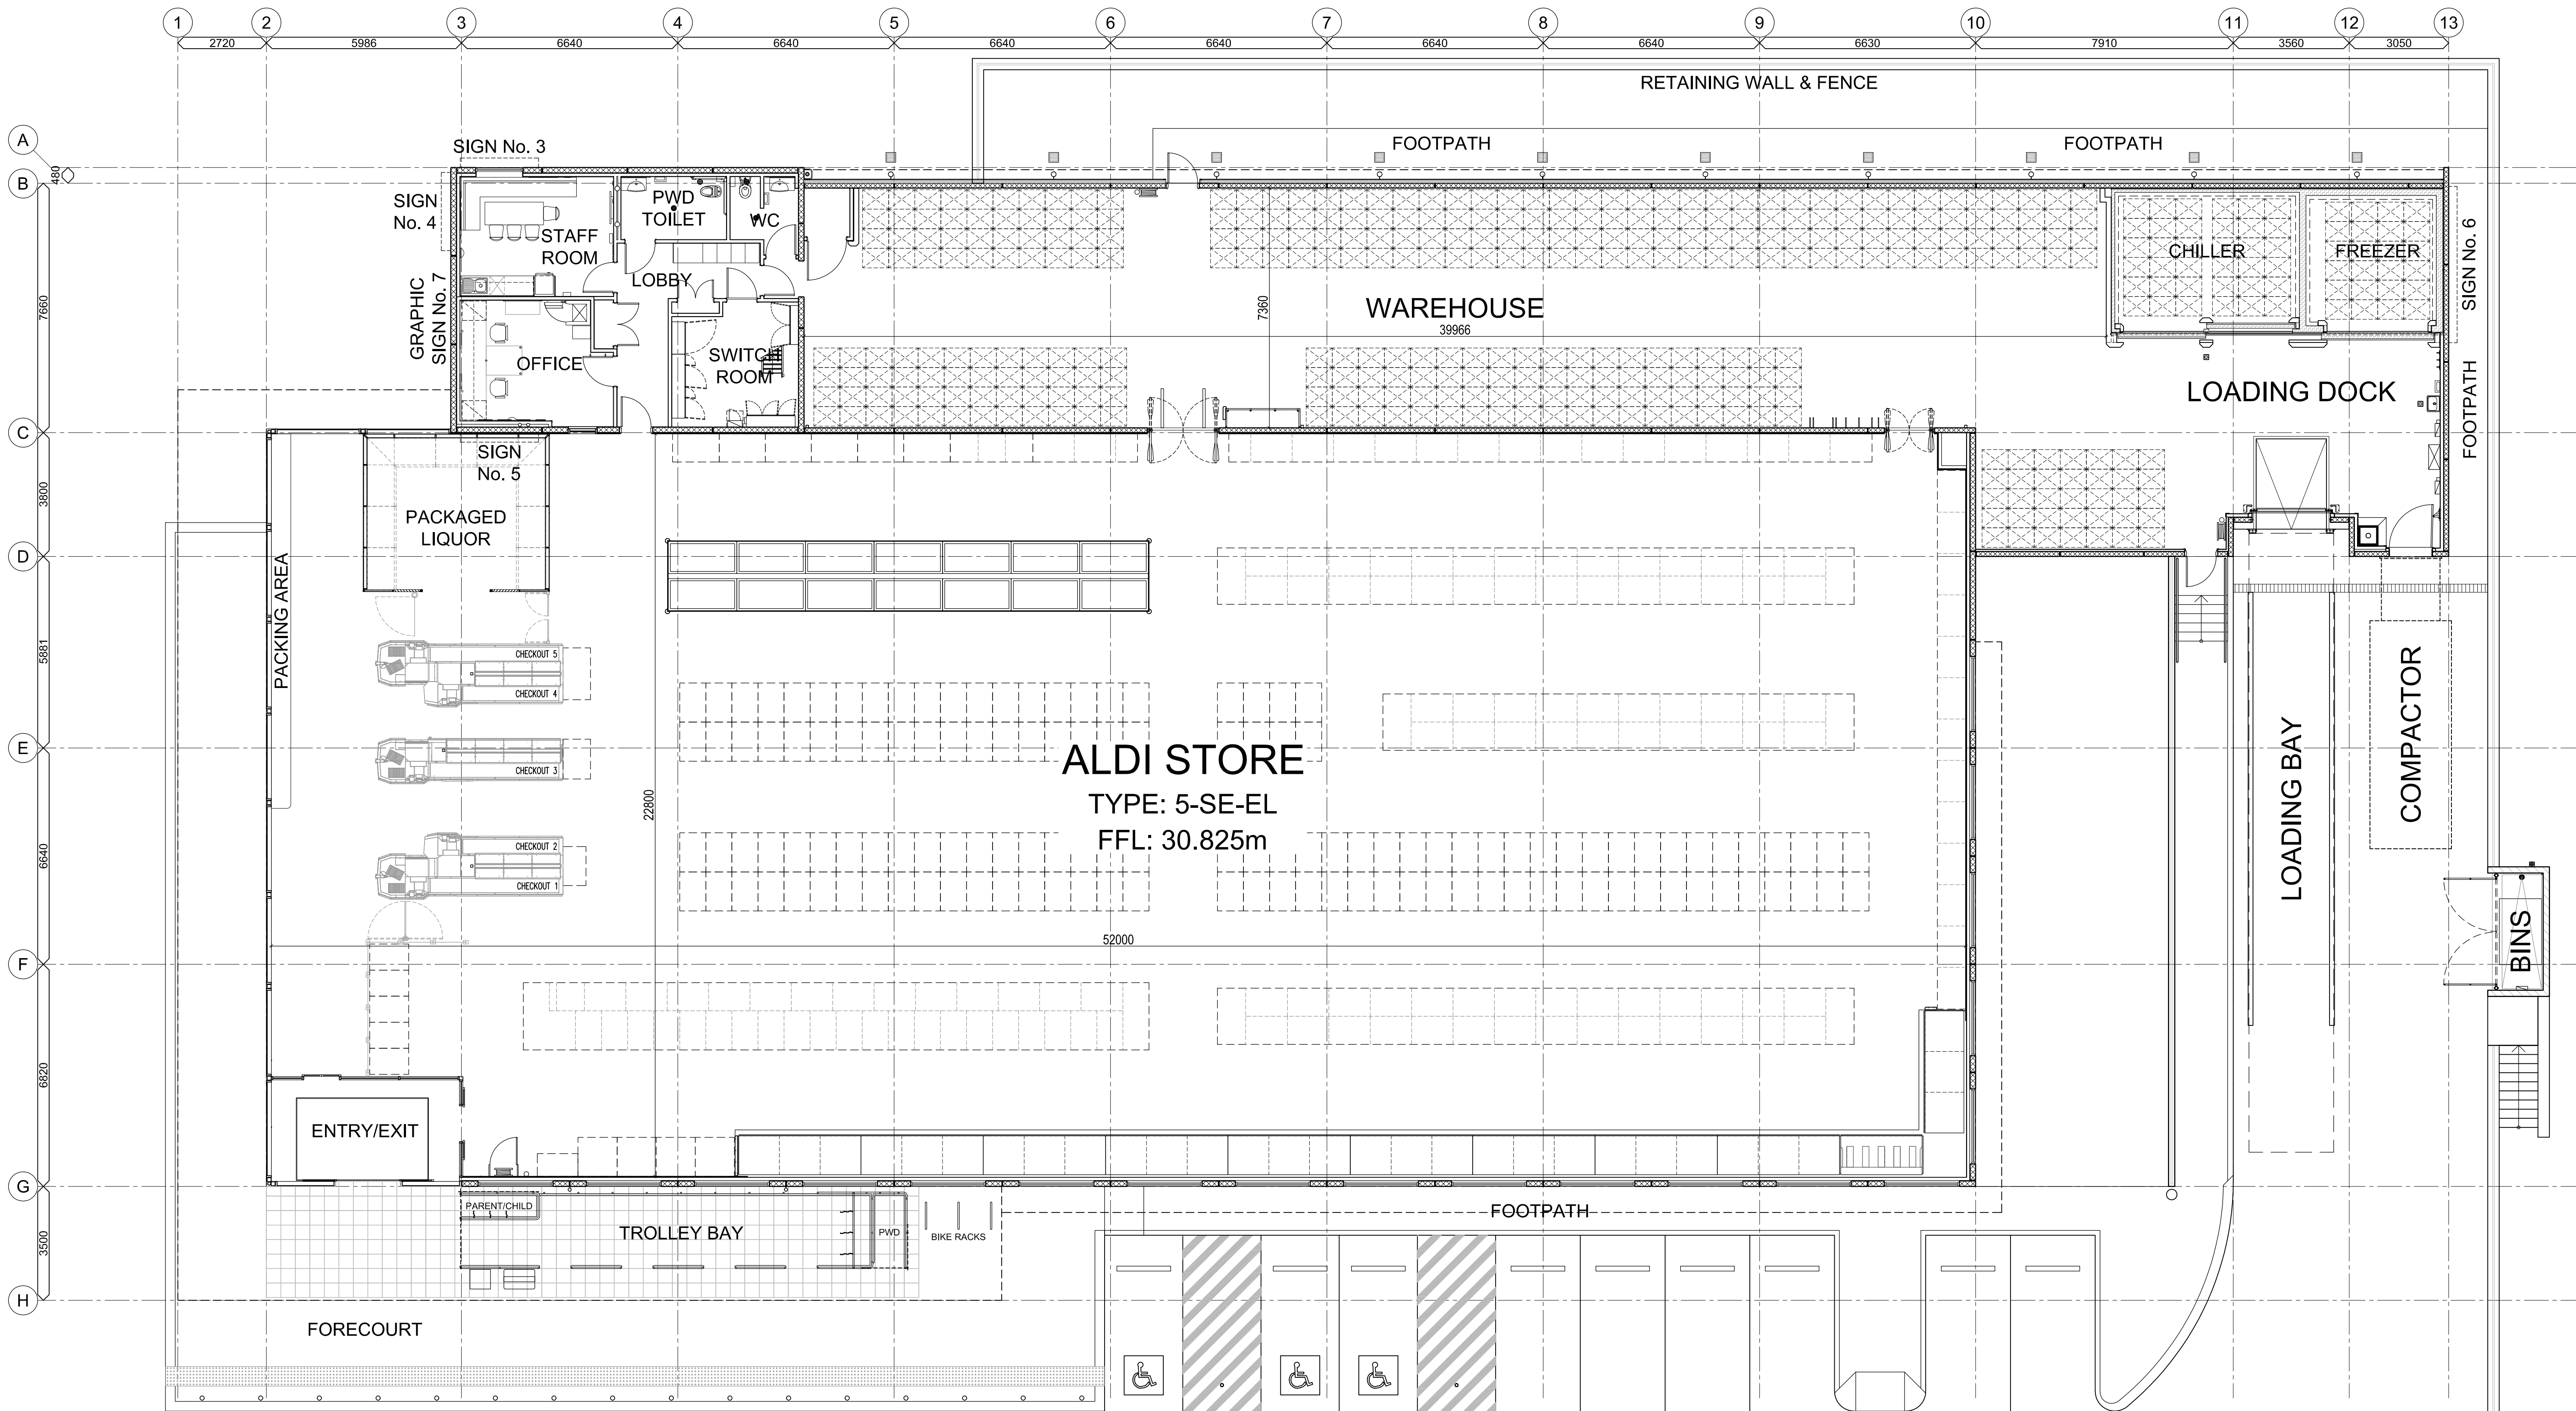 1 2 3 4 5 6 7 8 9 10 11 12 13
2720 5986 6640 6640 6640 6640 6640 6640 6630 7910 3560 3050
RETAINING WALL & FENCE
A
480
B
7660
C
3800
D
5881
E
6640
F
6820
G
3500
H
SIGN No. 3
FOOTPATH
FOOTPATH
SIGN
No. 4
GRAPHIC
SIGN No. 7
STAFF
ROOM
PWD
TOILET
WC
LOBBY
OFFICE
SWITCH
ROOM
WAREHOUSE
39966
7360
CHILLER
FREEZER
SIGN No. 6
FOOTPATH
LOADING DOCK
SIGN
No. 5
PACKAGED
LIQUOR
PACKING AREA
CHECKOUT 5
CHECKOUT 4
CHECKOUT 3
CHECKOUT 2
CHECKOUT 1
22800
ALDI STORE
TYPE: 5-SE-EL
FFL: 30.825m
52000
LOADING BAY
COMPACTOR
BINS
ENTRY/EXIT
PARENT/CHILD
TROLLEY BAY
PWD
BIKE RACKS
FOOTPATH
FORECOURT